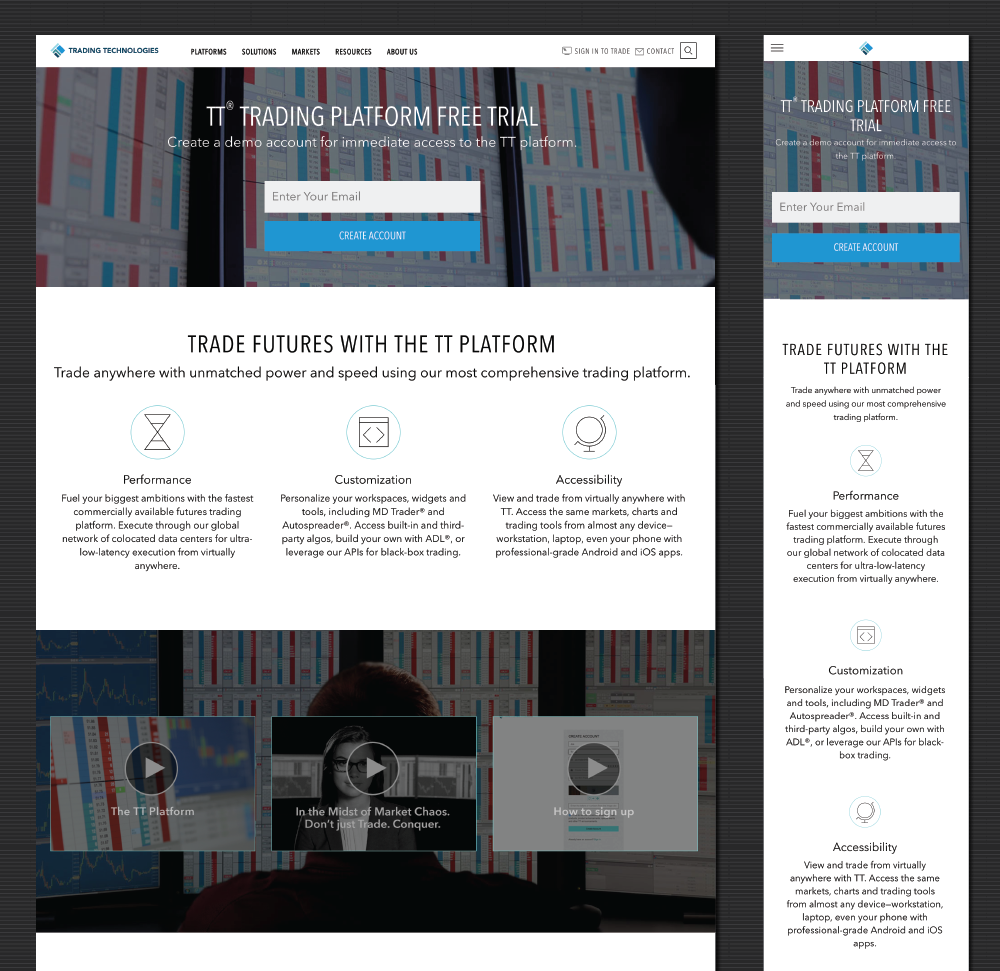 TRADING TECHNOLOGIES
PLATFORMS SOLUTIONS MARKETS RESOURCES ABOUT US
SIGN IN TO TRADE CONTACT
TT® TRADING PLATFORM FREE TRIAL
Create a demo account for immediate access to the TT platform.
Enter Your Email
CREATE ACCOUNT
TRADE FUTURES WITH THE TT PLATFORM
Trade anywhere with unmatched power and speed using our most comprehensive trading platform.
Performance
Fuel your biggest ambitions with the fastest
commercially available futures trading
platform. Execute through our global
network of colocated data centers for ultra-
low-latency execution from virtually
anywhere.
Customization
Personalize your workspaces, widgets and
tools, including MD Trader® and
Autospreader®. Access built-in and third-
party algos, build your own with ADL®, or
leverage our APIs for black-box trading.
Accessibility
View and trade from virtually anywhere with
TT. Access the same markets, charts and
trading tools from almost any device—
workstation, laptop, even your phone with
professional-grade Android and iOS apps.
The TT Platform
In the Midst of Market Chaos.
Don't just Trade. Conquer.
CREATE ACCOUNT
How to sign up
TT® TRADING PLATFORM FREE
TRIAL
Create a demo account for immediate access to
the TT platform.
Enter Your Email
CREATE ACCOUNT
TRADE FUTURES WITH THE
TT PLATFORM
Trade anywhere with unmatched power
and speed using our most comprehensive
trading platform.
Performance
Fuel your biggest ambitions with the
fastest commercially available futures
trading platform. Execute through
our global network of colocated data
centers for ultra-low-latency
execution from virtually anywhere.
Customization
Personalize your workspaces, widgets
and tools, including MD Trader® and
Autospreader®. Access built-in and
third-party algos, build your own with
ADL®, or leverage our APIs for black-
box trading.
Accessibility
View and trade from virtually
anywhere with TT. Access the same
markets, charts and trading tools
from almost any device—workstation,
laptop, even your phone with
professional-grade Android and iOS
apps.